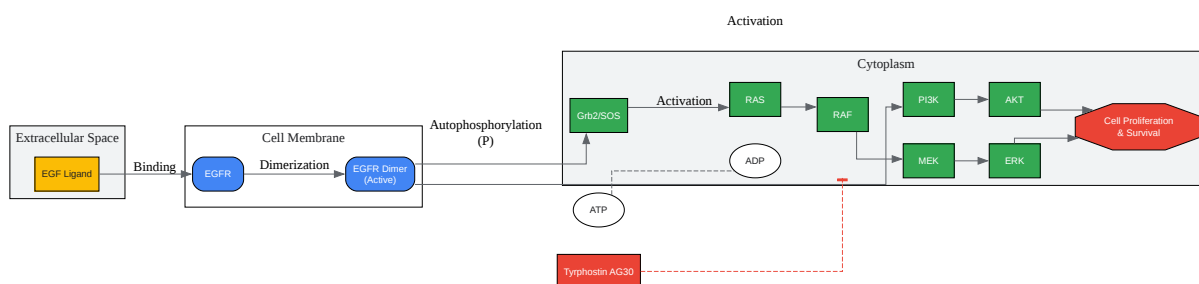 Activation
Cytoplasm
Extracellular Space
EGF Ligand
Binding
Cell Membrane
EGFR
Dimerization
EGFR Dimer
(Active)
Autophosphorylation
(P)
Grb2/SOS
Activation
RAS
RAF
PI3K
AKT
MEK
ERK
Cell Proliferation
& Survival
ADP
ATP
Tyrphostin AG30